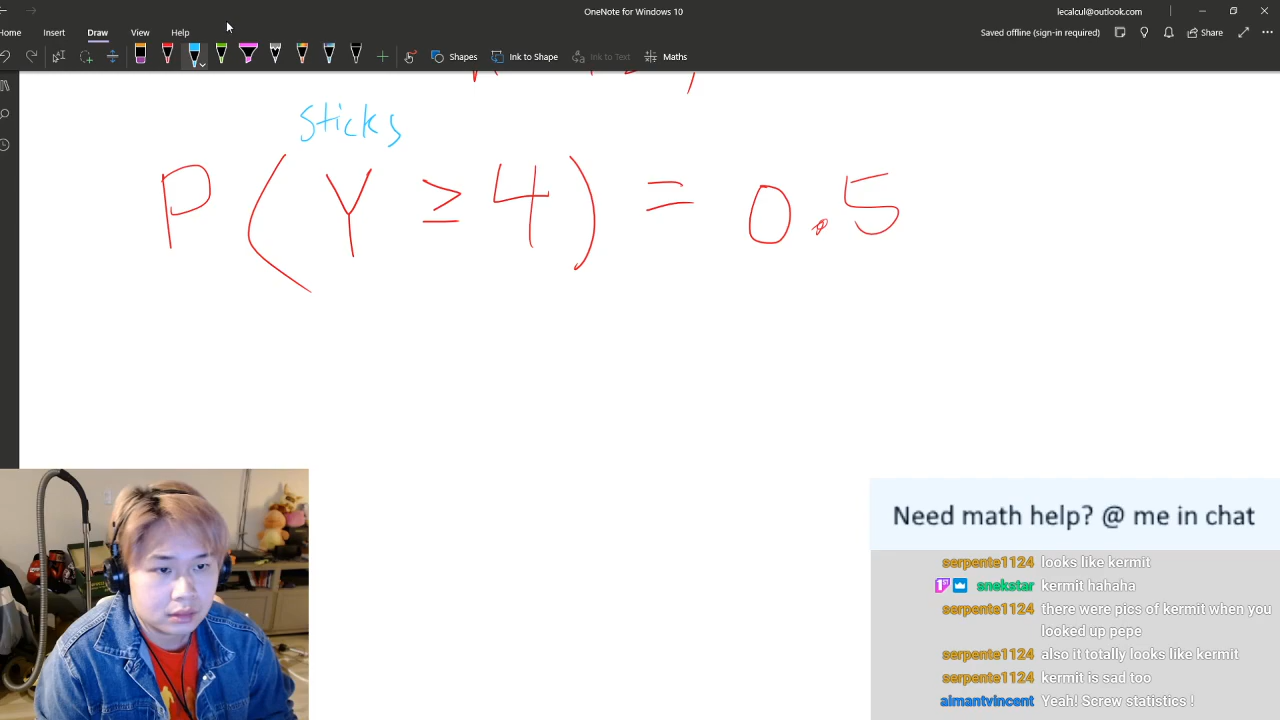 OneNote for Windows 10
lecalcul@outlook.com
Home Insert Draw View Help
Saved offline (sign-in required)
Share
Shapes
Ink to Shape
Ink to Text
Maths
sticks
P ( Y ≥ 4 ) = 0.5
Need math help? @ me in chat
serpente1124 looks like kermit
snekstar kermit hahaha
serpente1124 there were pics of kermit when you
looked up pepe
serpente1124 also it totally looks like kermit
serpente1124 kermit is sad too
aimantvincent Yeah! Screw statistics !